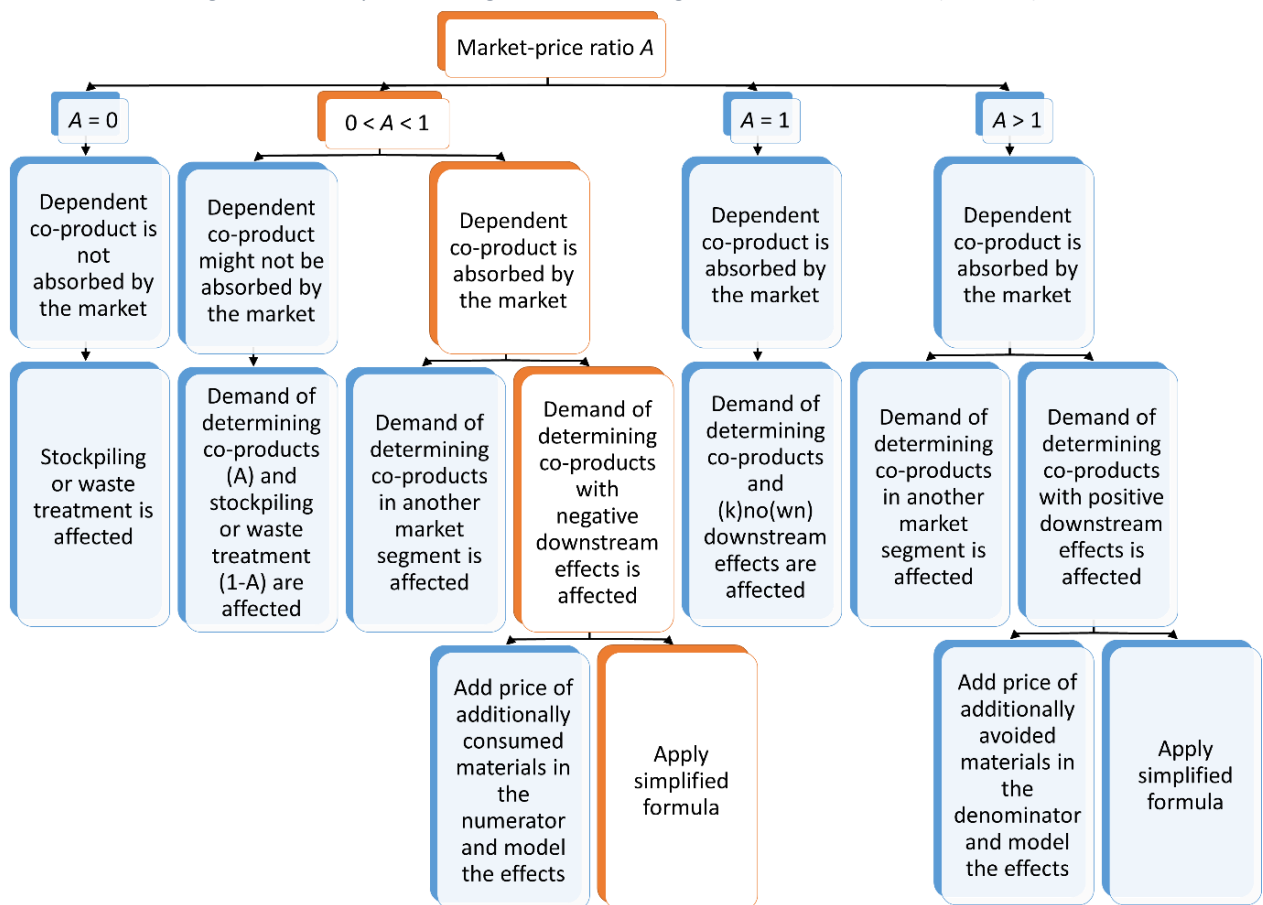 Market-price ratio A
A = 0
0 < A < 1
A = 1
A > 1
Dependent
co-product is
not
absorbed by
the market
Dependent
co-product
might not be
absorbed by
the market
Dependent
co-product is
absorbed by
the market
Dependent
co-product is
absorbed by
the market
Dependent
co-product is
absorbed by
the market
Stockpiling
or waste
treatment is
affected
Demand of
determining
co-products
(A) and
stockpiling
or waste
treatment
(1-A) are
affected
Demand of
determining
co-products
in another
market
segment is
affected
Demand of
determining
co-products
with
negative
downstream
effects is
affected
Demand of
determining
co-products
and
(k)no(wn)
downstream
effects are
affected
Demand of
determining
co-products
in another
market
segment is
affected
Demand of
determining
co-products
with positive
downstream
effects is
affected
Add price of
additionally
consumed
materials in
the
numerator
and model
the effects
Apply
simplified
formula
Add price of
additionally
avoided
materials in
the
denominator
and model
the effects
Apply
simplified
formula